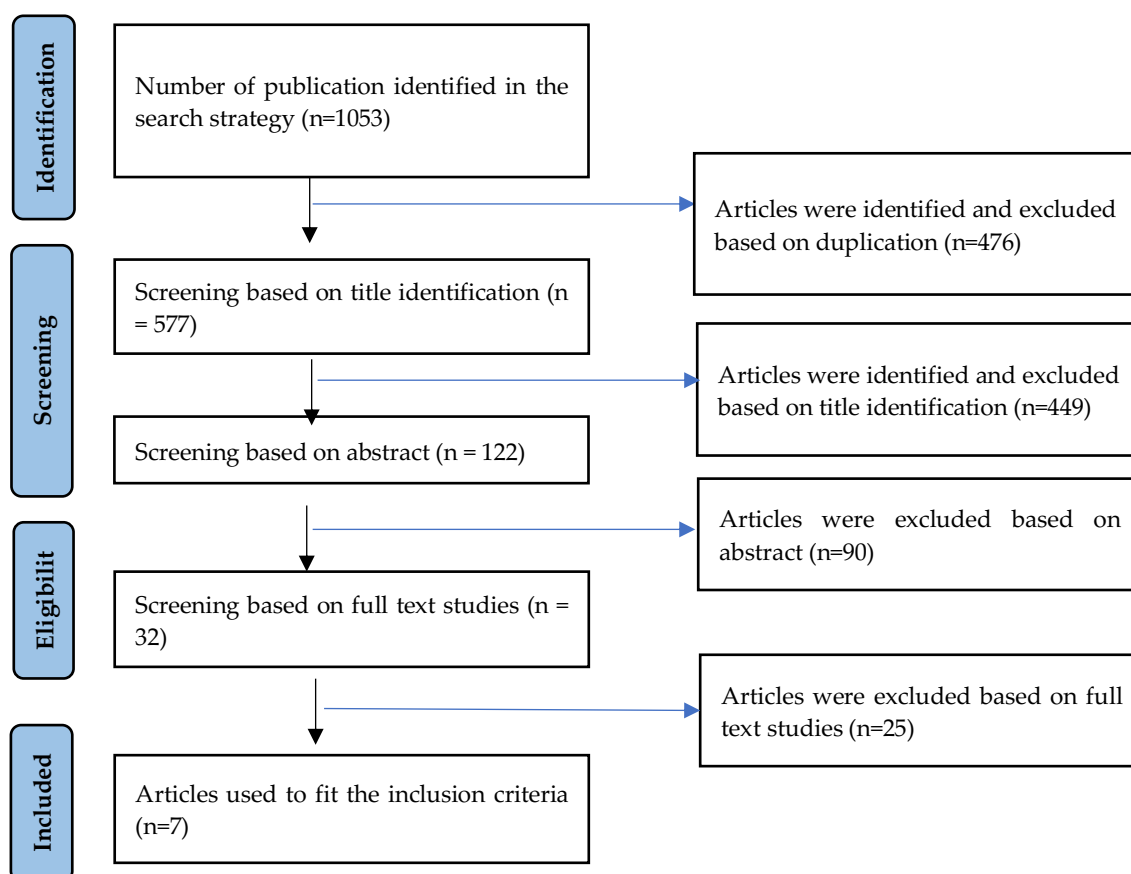 Identification
Number of publication identified in the
search strategy (n=1053)
Articles were identified and excluded
based on duplication (n=476)
Screening
Screening based on title identification (n
= 577)
Articles were identified and excluded
based on title identification (n=449)
Screening based on abstract (n = 122)
Articles were excluded based on
abstract (n=90)
Eligibilit
Screening based on full text studies (n =
32)
Articles were excluded based on full
text studies (n=25)
Included
Articles used to fit the inclusion criteria
(n=7)